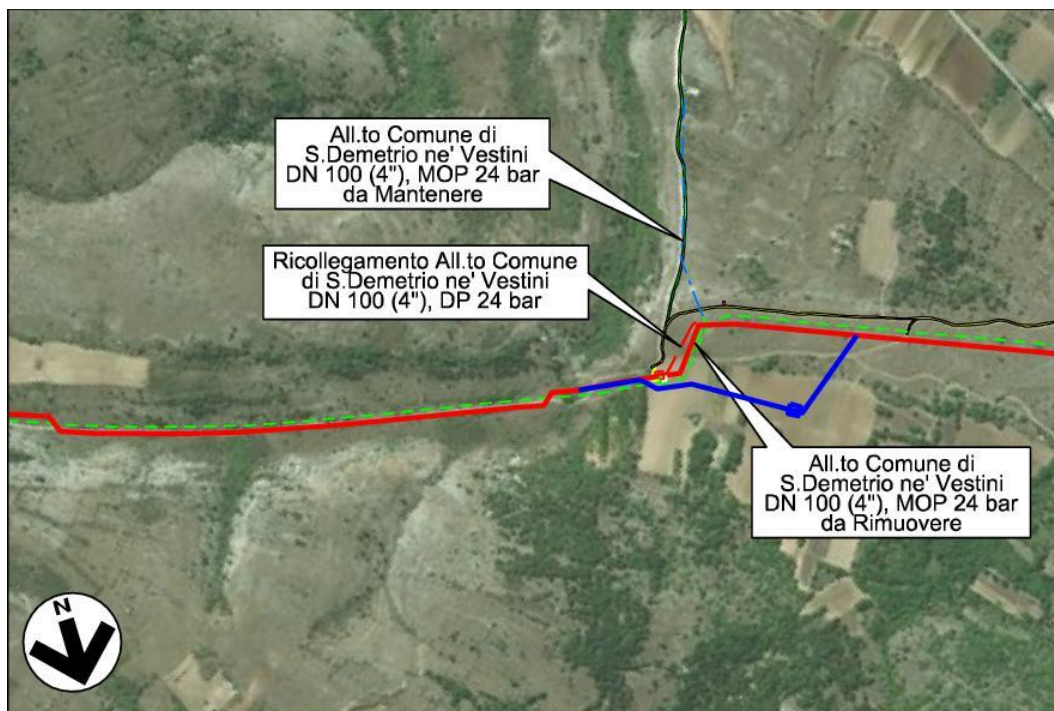 All.to Comune di
S.Demetrio ne' Vestini
DN 100 (4"), MOP 24 bar
da Mantenere
Ricollegamento All.to Comune
di S.Demetrio ne' Vestini
DN 100 (4"), DP 24 bar
All.to Comune di
S.Demetrio ne' Vestini
DN 100 (4"), MOP 24 bar
da Rimuovere
N